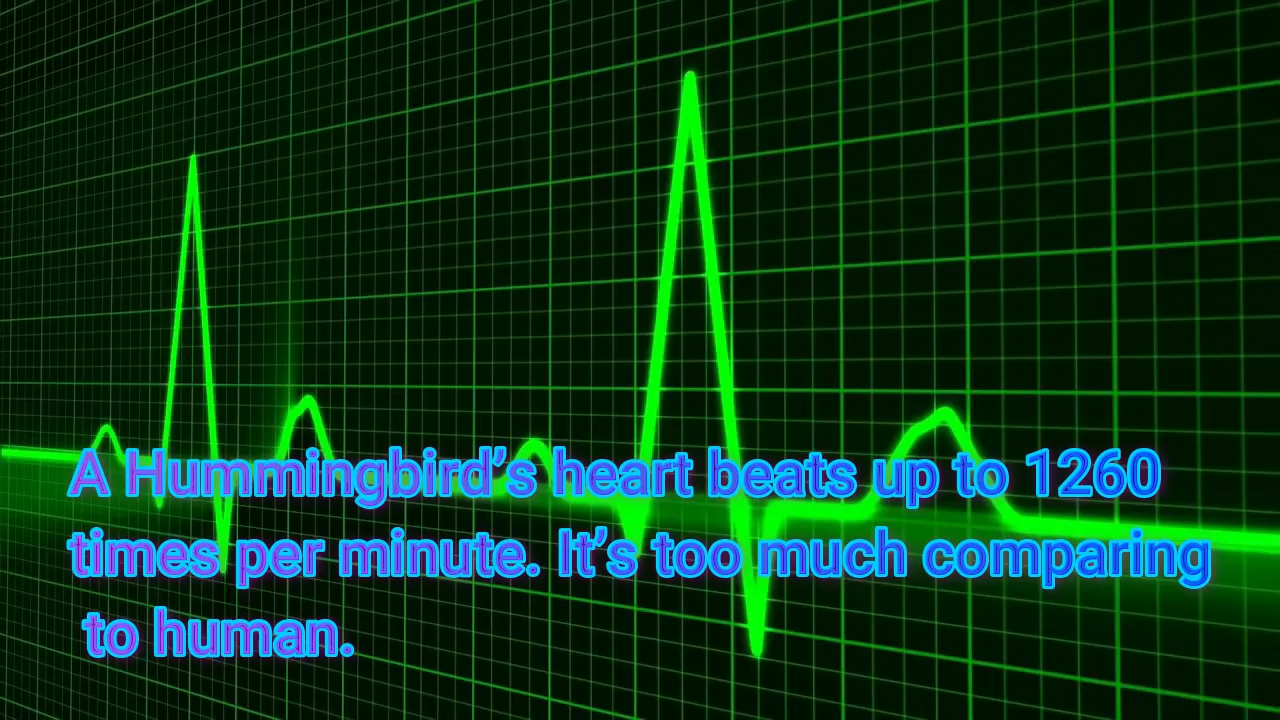 A Hummingbird’s heart beats up to 1260
times per minute. It’s too much comparing
to human.